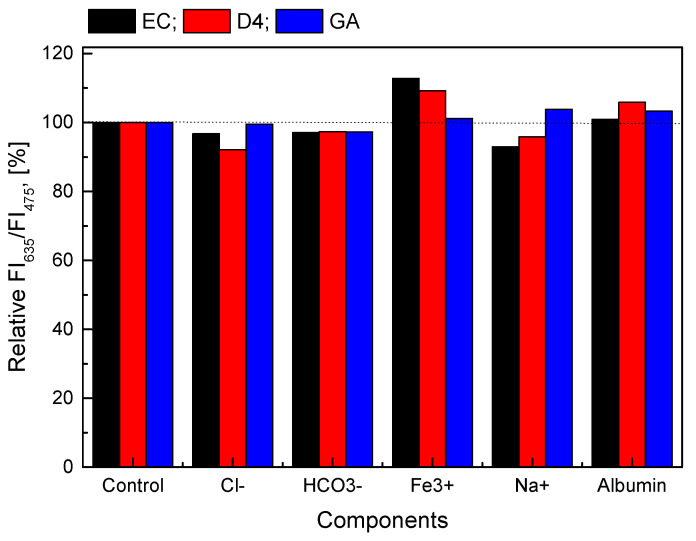 EC; D4; GA
120
100
80
60
40
20
0
Relative FI635/FI475, [%]
Control Cl- HCO3- Fe3+ Na+ Albumin
Components